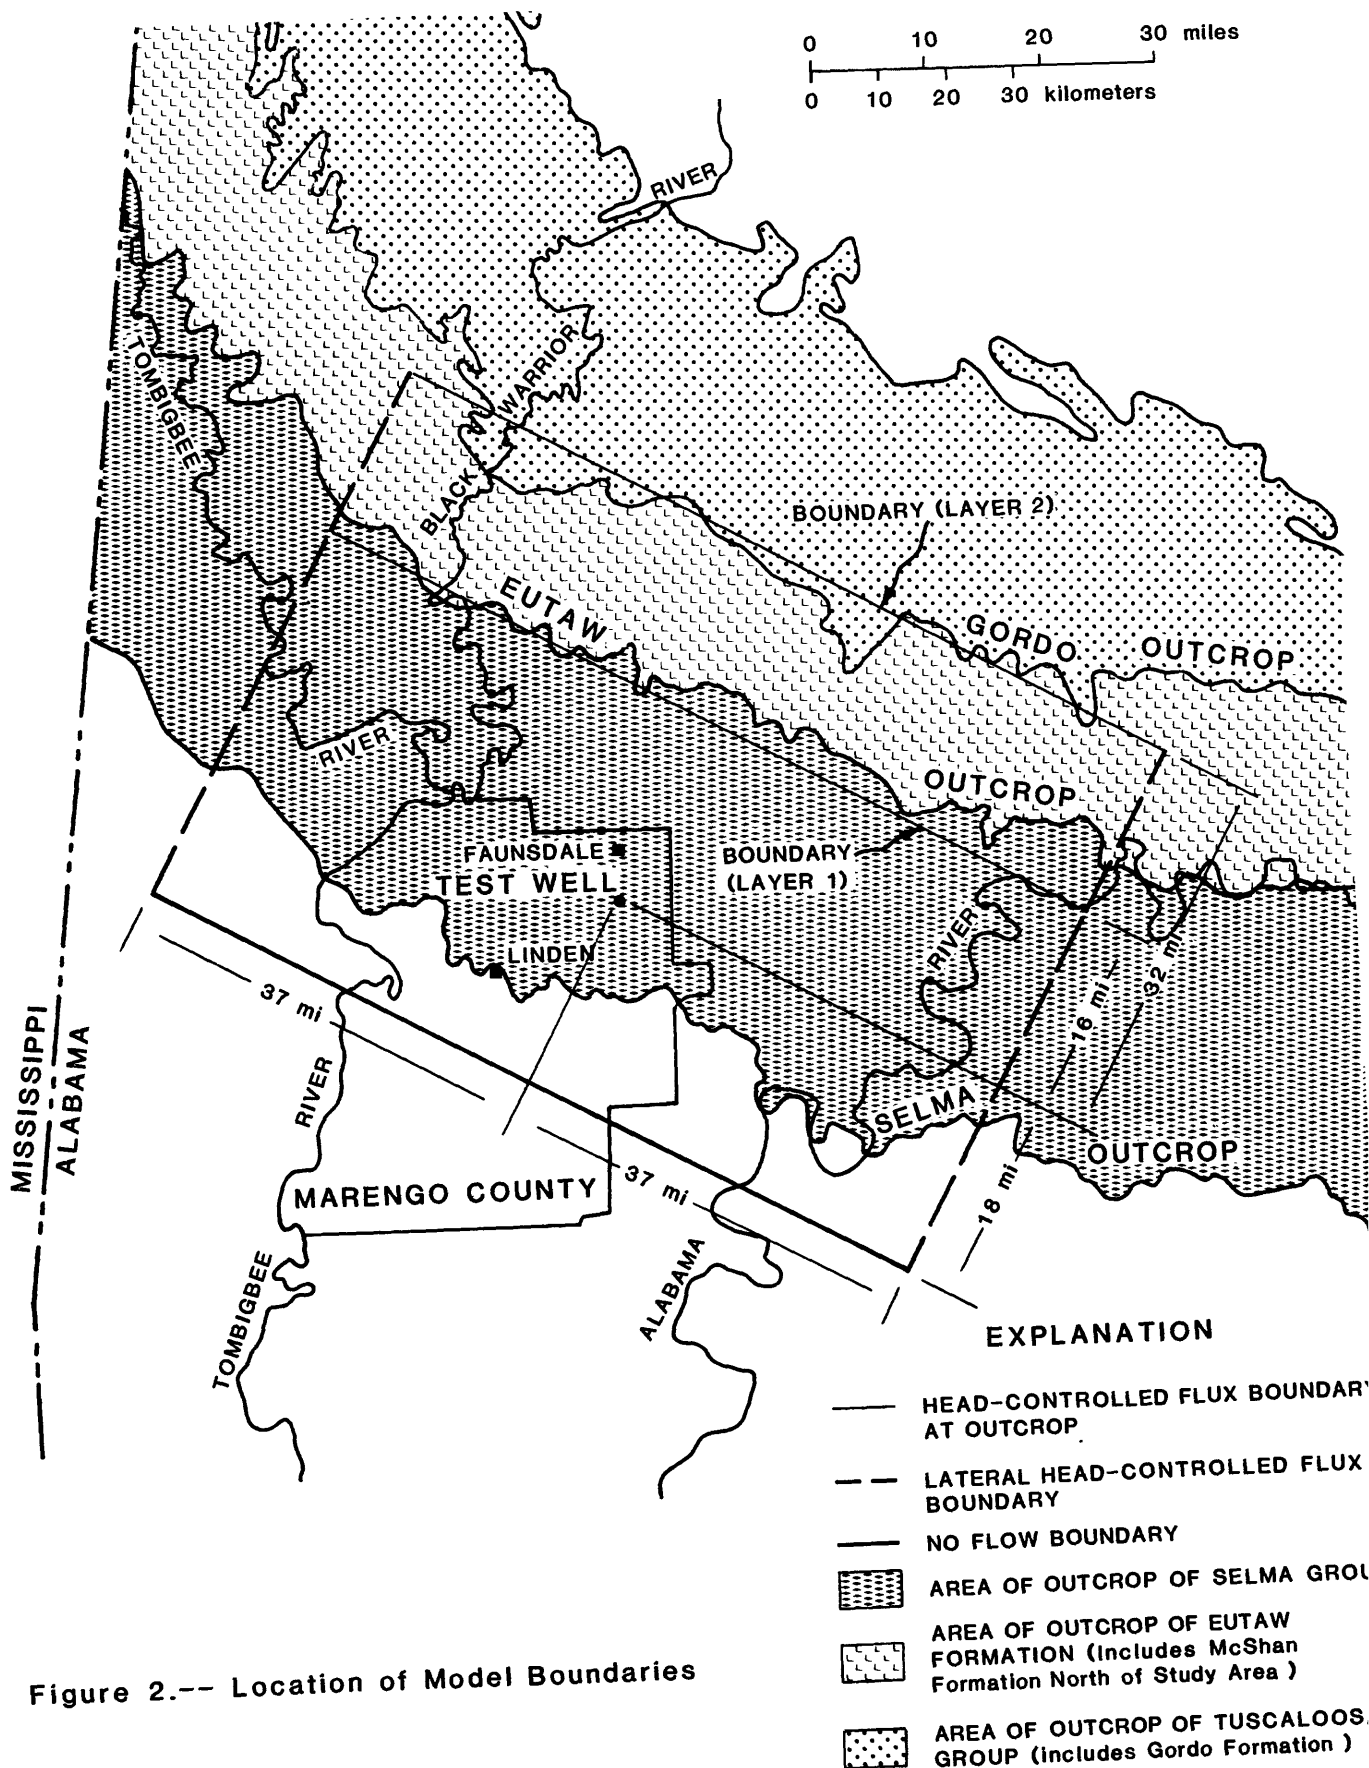 0 10 20 30 miles
0 10 20 30 kilometers
RIVER
TOMBIGBEE
WARRIOR
BLACK
BOUNDARY (LAYER 2)
EUTAW
GORDO OUTCROP
RIVER
OUTCROP
FAUNSDALE
TEST WELL
BOUNDARY
(LAYER 1)
LINDEN
RIVER
37 mi
16 mi
32 mi
MISSISSIPPI
ALABAMA
RIVER
SELMA
OUTCROP
MARENGO COUNTY
37 mi
18 mi
TOMBIGBEE
ALABAMA
EXPLANATION
HEAD-CONTROLLED FLUX BOUNDAR
AT OUTCROP
LATERAL HEAD-CONTROLLED FLUX
BOUNDARY
NO FLOW BOUNDARY
AREA OF OUTCROP OF SELMA GROU
AREA OF OUTCROP OF EUTAW
FORMATION (Includes McShan
Formation North of Study Area )
AREA OF OUTCROP OF TUSCALOOS
GROUP (includes Gordo Formation )
Figure 2.-- Location of Model Boundaries